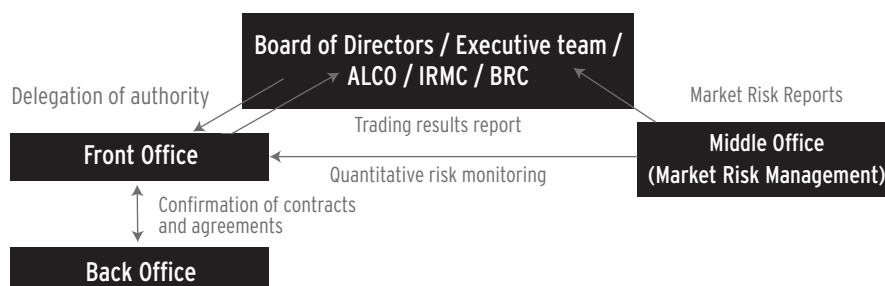 Board of Directors / Executive team /
ALCO / IRMC / BRC
Delegation of authority
Market Risk Reports
Trading results report
Front Office
Middle Office
(Market Risk Management)
Quantitative risk monitoring
Confirmation of contracts
and agreements
Back Office